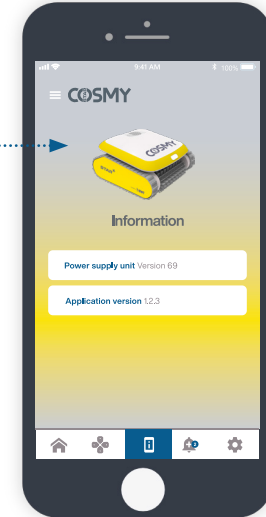 9:41 AM 100%
COSMY
COSMY
Information
Power supply unit Version 69
Application version 1.2.3
2